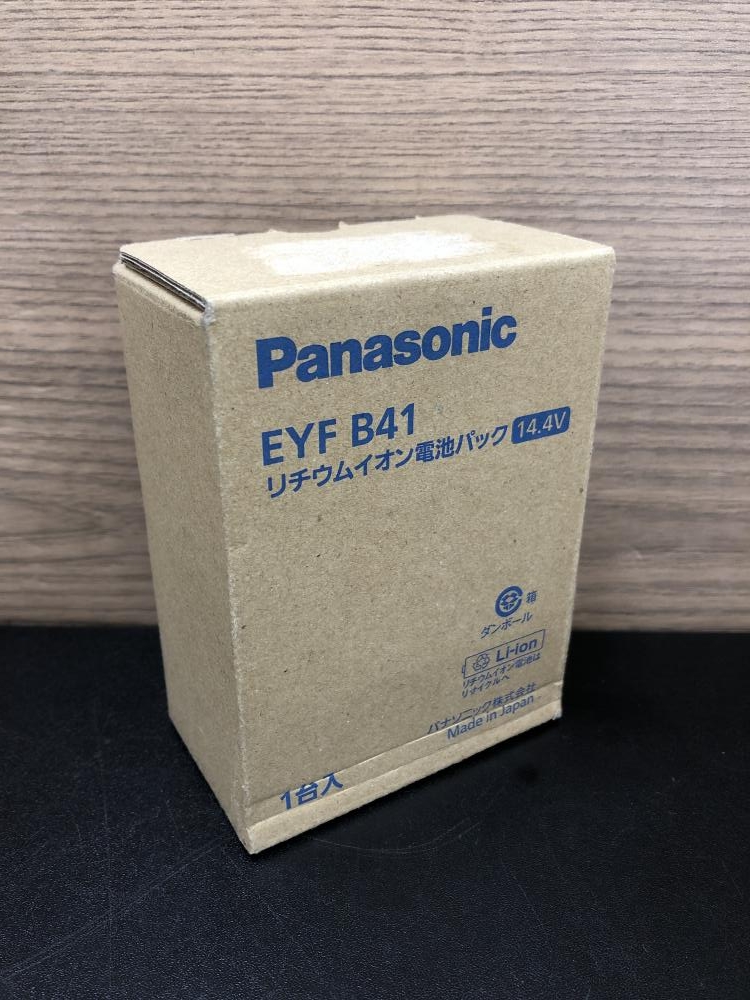 Panasonic
EYF B41
リチウムイオン電池パック 14.4V
箱
ダンボール
Li-ion
リチウムイオン電池は
リサイクルへ
パナソニック株式会社
Made in Japan
1台入